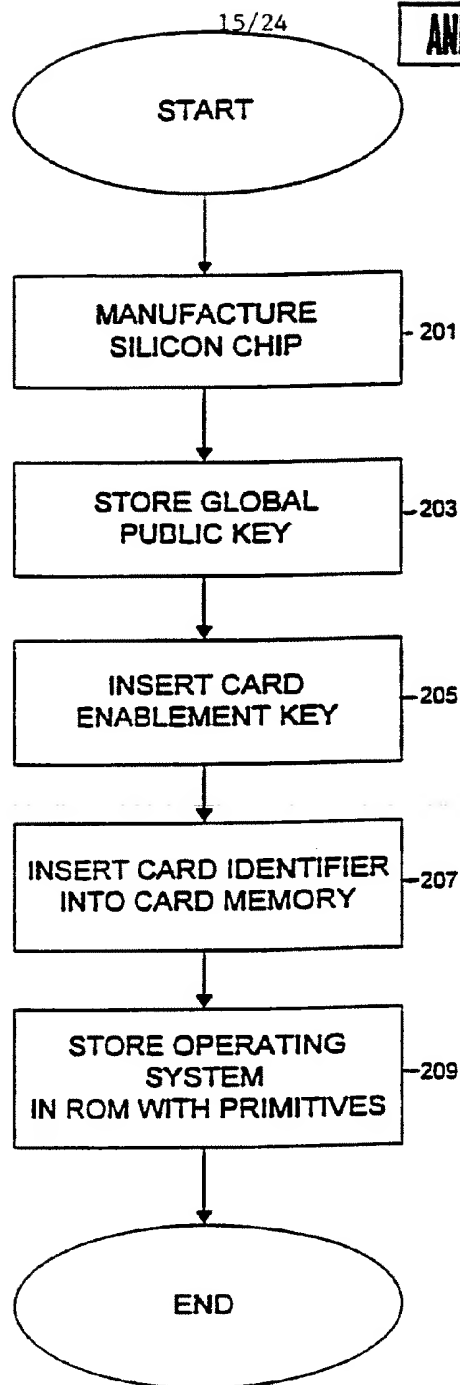 15/24
START
MANUFACTURE
SILICON CHIP
201
STORE GLOBAL
PUBLIC KEY
203
INSERT CARD
ENABLEMENT KEY
205
INSERT CARD IDENTIFIER
INTO CARD MEMORY
207
STORE OPERATING
SYSTEM
IN ROM WITH PRIMITIVES
209
END